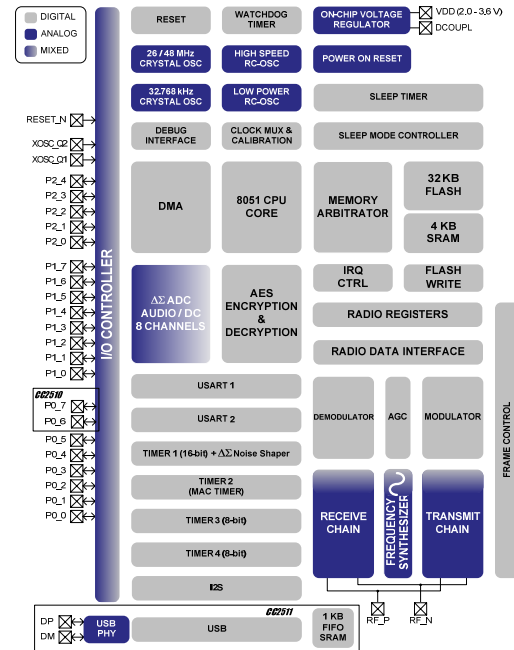 DIGITAL
ANALOG
MIXED
RESET
WATCHDOG
TIMER
ON-CHIP VOLTAGE
REGULATOR
VDD (2.0 - 3.6 V)
DCOUPL
26 / 48 MHz
CRYSTAL OSC
HIGH SPEED
RC-OSC
POWER ON RESET
32.768 kHz
CRYSTAL OSC
LOW POWER
RC-OSC
SLEEP TIMER
RESET_N
XOSC_Q2
XOSC_Q1
DEBUG
INTERFACE
CLOCK MUX &
CALIBRATION
SLEEP MODE CONTROLLER
P2_4
P2_3
P2_2
P2_1
P2_0
DMA
8051 CPU
CORE
MEMORY
ARBITRATOR
32 KB
FLASH
4 KB
SRAM
I/O CONTROLLER
P1_7
P1_6
P1_5
P1_4
P1_3
P1_2
P1_1
P1_0
ΔΣ ADC
AUDIO / DC
8 CHANNELS
AES
ENCRYPTION
&
DECRYPTION
IRQ
CTRL
FLASH
WRITE
RADIO REGISTERS
RADIO DATA INTERFACE
CC2510
P0_7
P0_6
P0_5
P0_4
P0_3
P0_2
P0_1
P0_0
USART 1
USART 2
TIMER 1 (16-bit) + ΔΣ Noise Shaper
TIMER 2
(MAC TIMER)
TIMER 3 (8-bit)
TIMER 4 (8-bit)
I2S
DEMODULATOR
AGC
MODULATOR
FRAME CONTROL
RECEIVE
CHAIN
FREQUENCY
SYNTHESIZER
TRANSMIT
CHAIN
RF_P
RF_N
CC2511
DP
DM
USB
PHY
USB
1 KB
FIFO
SRAM